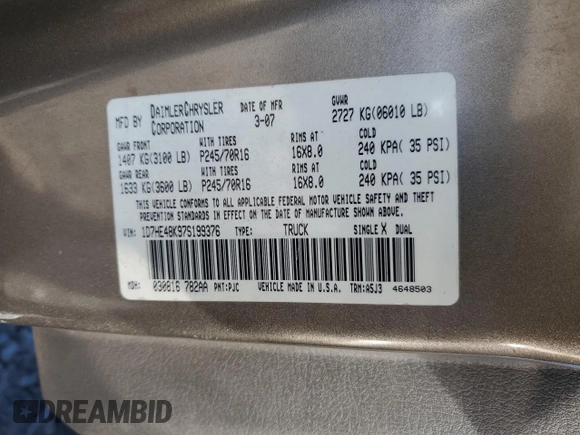 MFD BY DAIMLERCHRYSLER CORPORATION DATE OF MFR 3-07 GVWR 2727 KG(06010 LB)
GAWR FRONT WITH TIRES RIMS AT COLD
1407 KG(3100 LB) P245/70R16 16X8.0 240 KPA( 35 PSI)
GAWR REAR WITH TIRES RIMS AT COLD
1633 KG(3600 LB) P245/70R16 16X8.0 240 KPA( 35 PSI)
THIS VEHICLE CONFORMS TO ALL APPLICABLE FEDERAL MOTOR VEHICLE SAFETY AND THEFT
PREVENTION STANDARDS IN EFFECT ON THE DATE OF MANUFACTURE SHOWN ABOVE.
VIN: 1D7HE48K97S199376 TYPE: TRUCK SINGLE X DUAL
MDH: 030816 782AA PNT:PJC VEHICLE MADE IN U.S.A. TRM:A5J3 4648503
DREAMBID